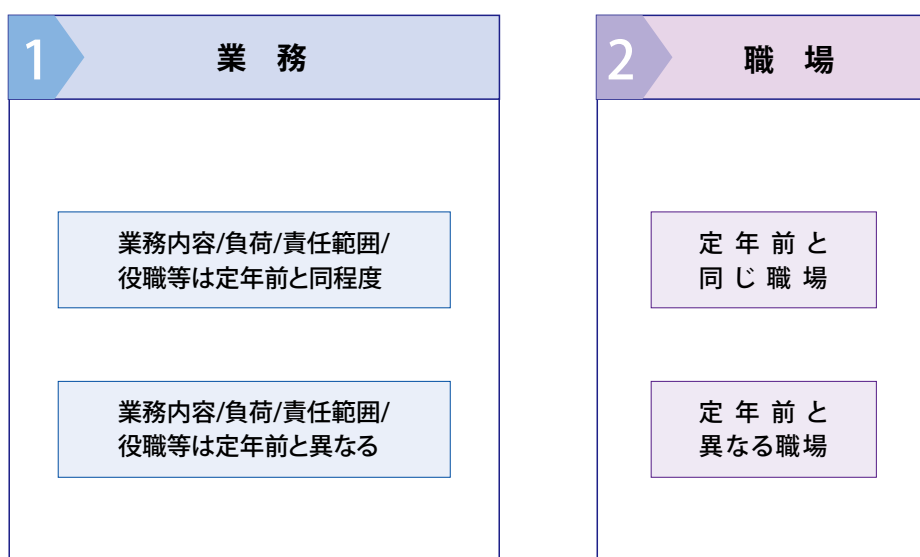 1
業 務
業務内容/負荷/責任範囲/
役職等は定年前と同程度
業務内容/負荷/責任範囲/
役職等は定年前と異なる
2
職 場
定年前と
同じ職場
定年前と
異なる職場